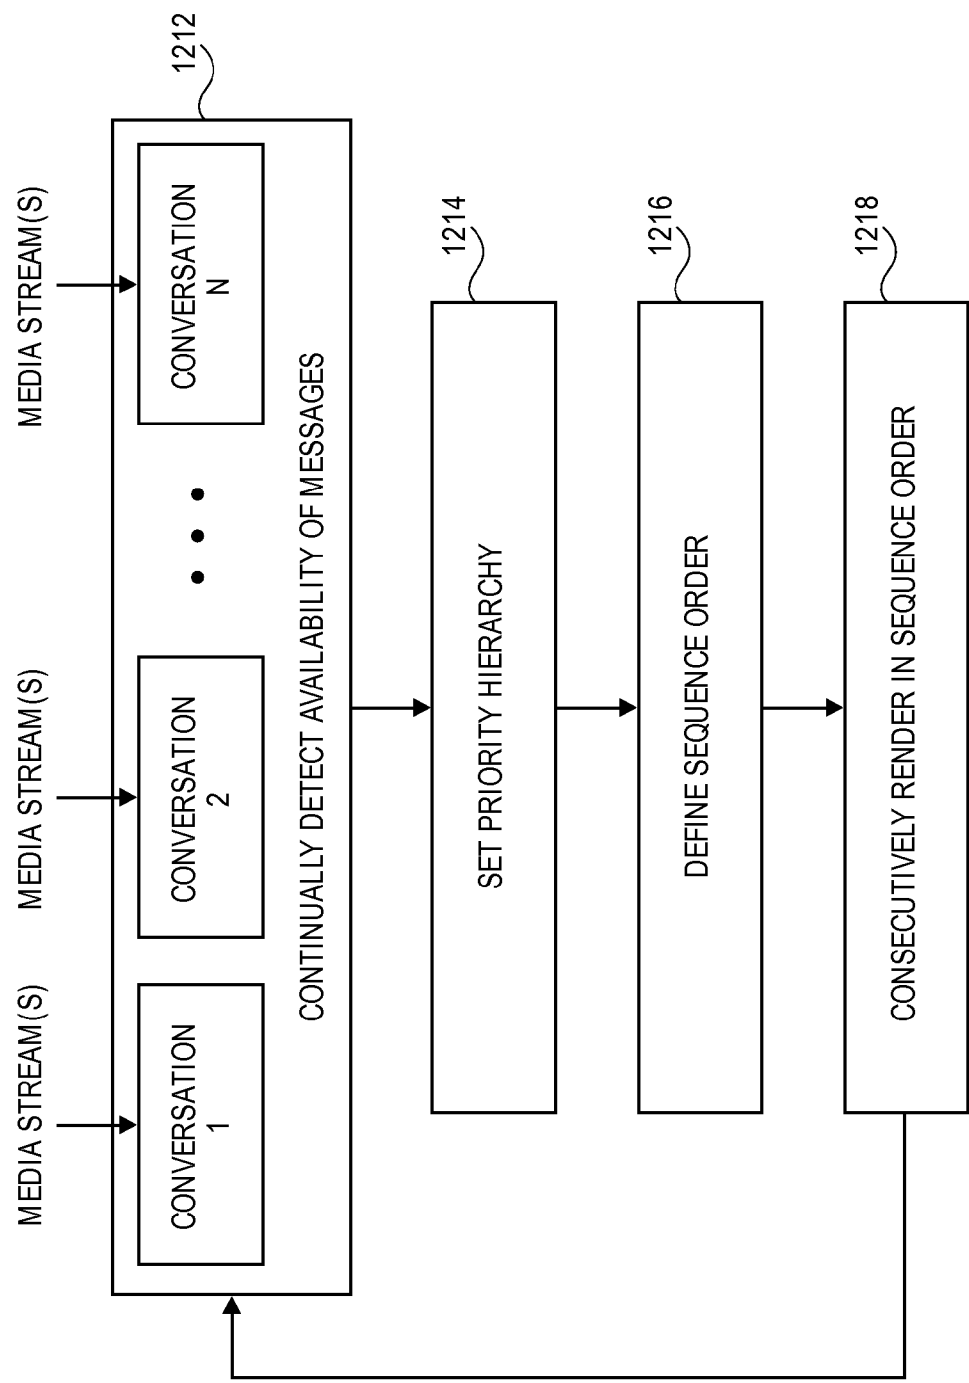 MEDIA STREAM(S)
MEDIA STREAM(S)
MEDIA STREAM(S)
1212
CONVERSATION
1
CONVERSATION
2
CONVERSATION
N
CONTINUALLY DETECT AVAILABILITY OF MESSAGES
1214
SET PRIORITY HIERARCHY
1216
DEFINE SEQUENCE ORDER
1218
CONSECUTIVELY RENDER IN SEQUENCE ORDER